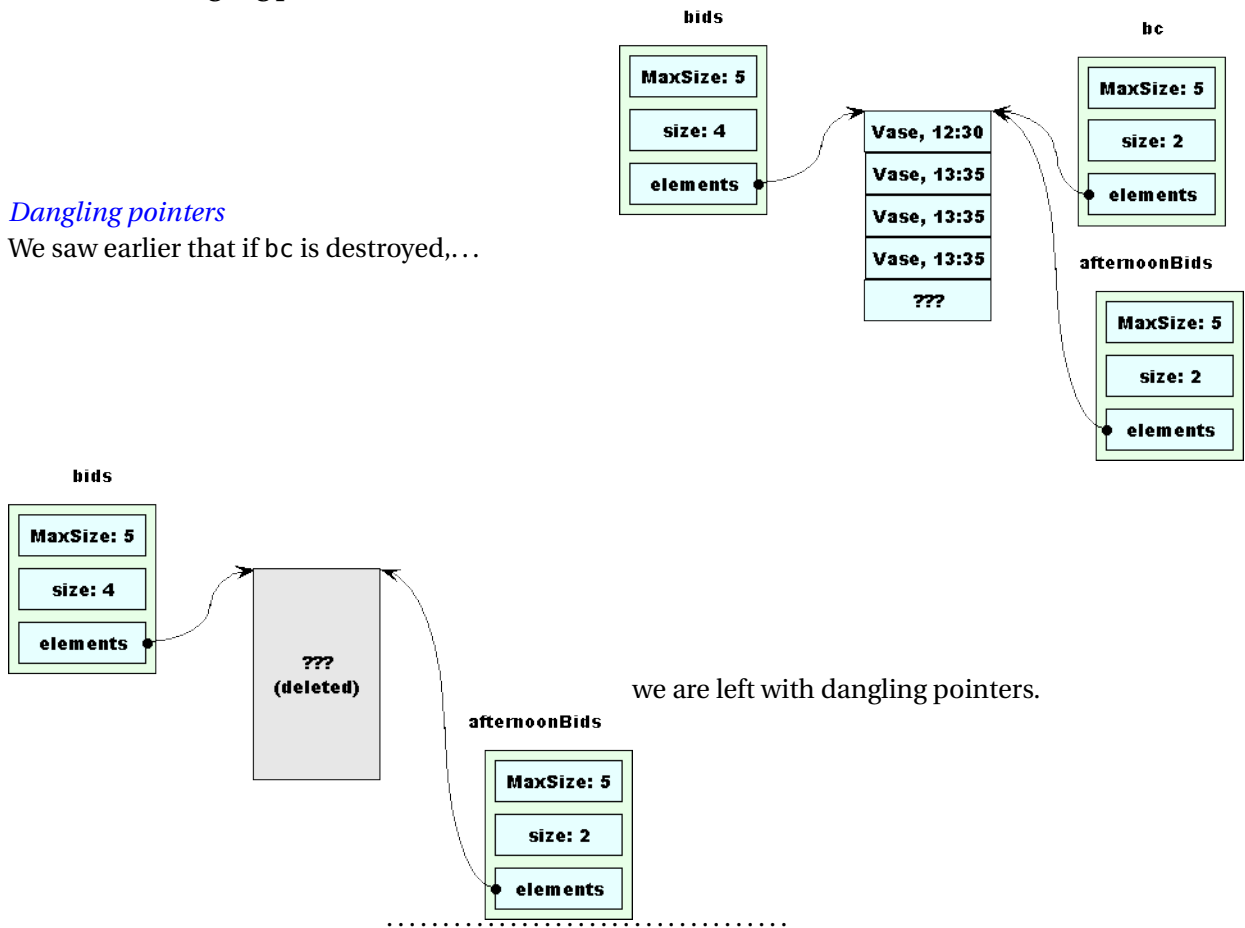 bids
MaxSize: 5
size: 4
elements
Vase, 12:30
Vase, 13:35
Vase, 13:35
Vase, 13:35
???
bc
MaxSize: 5
size: 2
elements
afternoonBids
MaxSize: 5
size: 2
elements
Dangling pointers
We saw earlier that if bc is destroyed,...
bids
MaxSize: 5
size: 4
elements
???
(deleted)
we are left with dangling pointers.
afternoonBids
MaxSize: 5
size: 2
elements
....................................